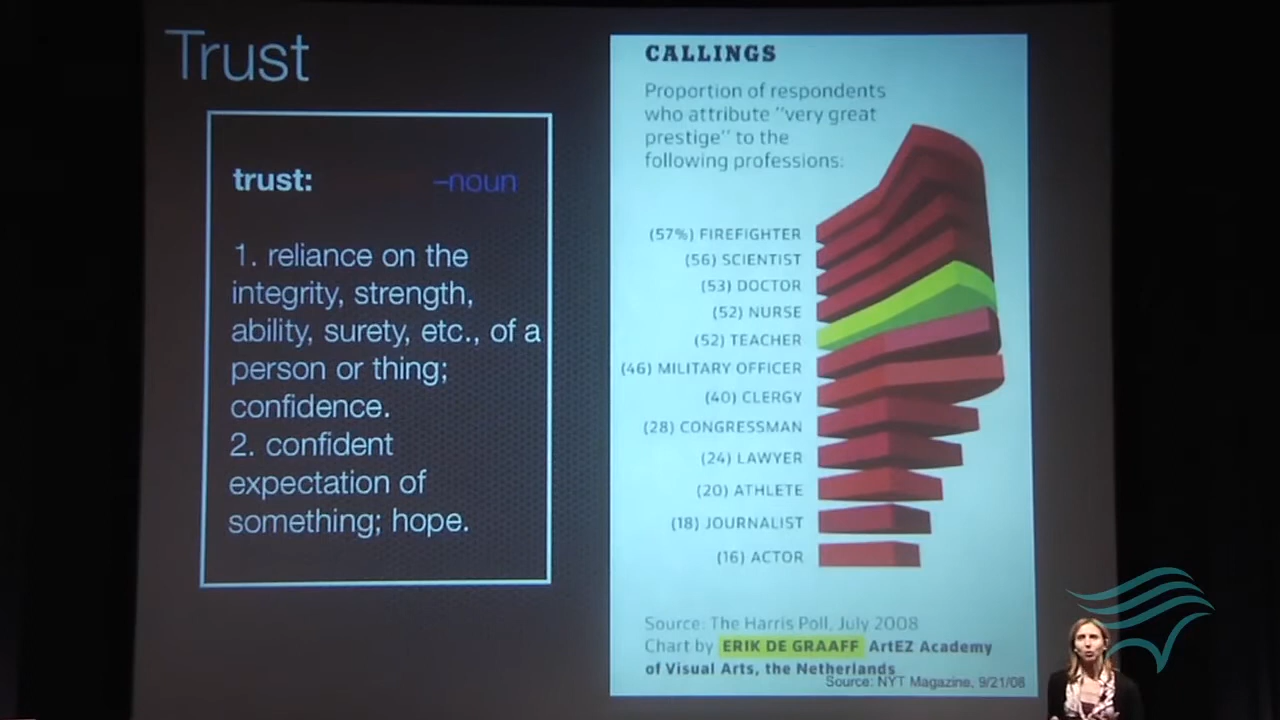 Trust
trust: –noun
1. reliance on the
integrity, strength,
ability, surety, etc., of a
person or thing;
confidence.
2. confident
expectation of
something; hope.
CALLINGS
Proportion of respondents
who attribute "very great
prestige" to the
following professions:
(57%) FIREFIGHTER
(56) SCIENTIST
(53) DOCTOR
(52) NURSE
(52) TEACHER
(46) MILITARY OFFICER
(40) CLERGY
(28) CONGRESSMAN
(24) LAWYER
(20) ATHLETE
(18) JOURNALIST
(16) ACTOR
Source: The Harris Poll, July 2008
Chart by ERIK DE GRAAFF ArtEZ Academy
of Visual Arts, the Netherlands
Source: NYT Magazine, 9/21/08